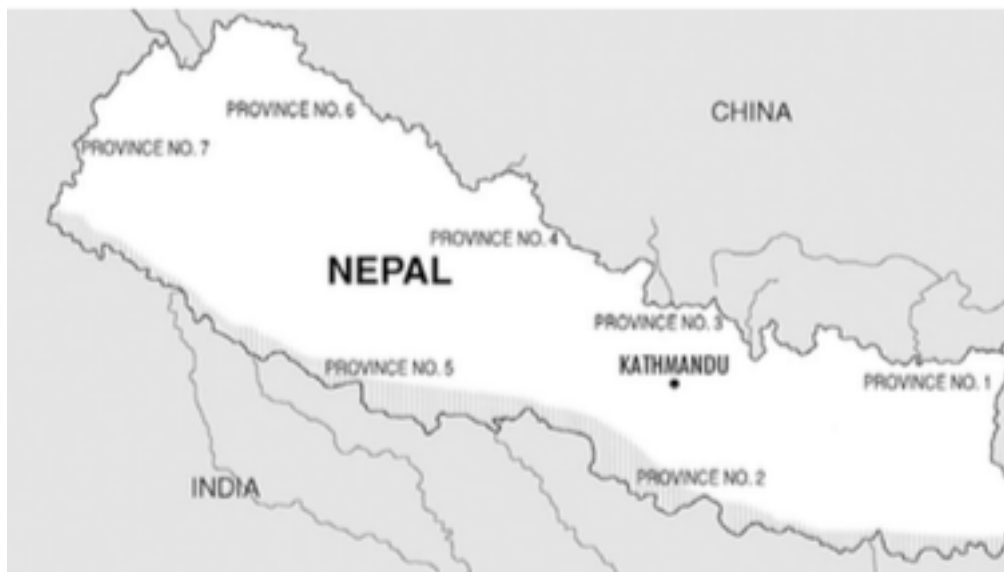 PROVINCE NO. 6
CHINA
PROVINCE NO. 7
PROVINCE NO. 4
NEPAL
PROVINCE NO. 3
PROVINCE NO. 5
KATHMANDU
PROVINCE NO. 1
PROVINCE NO. 2
INDIA